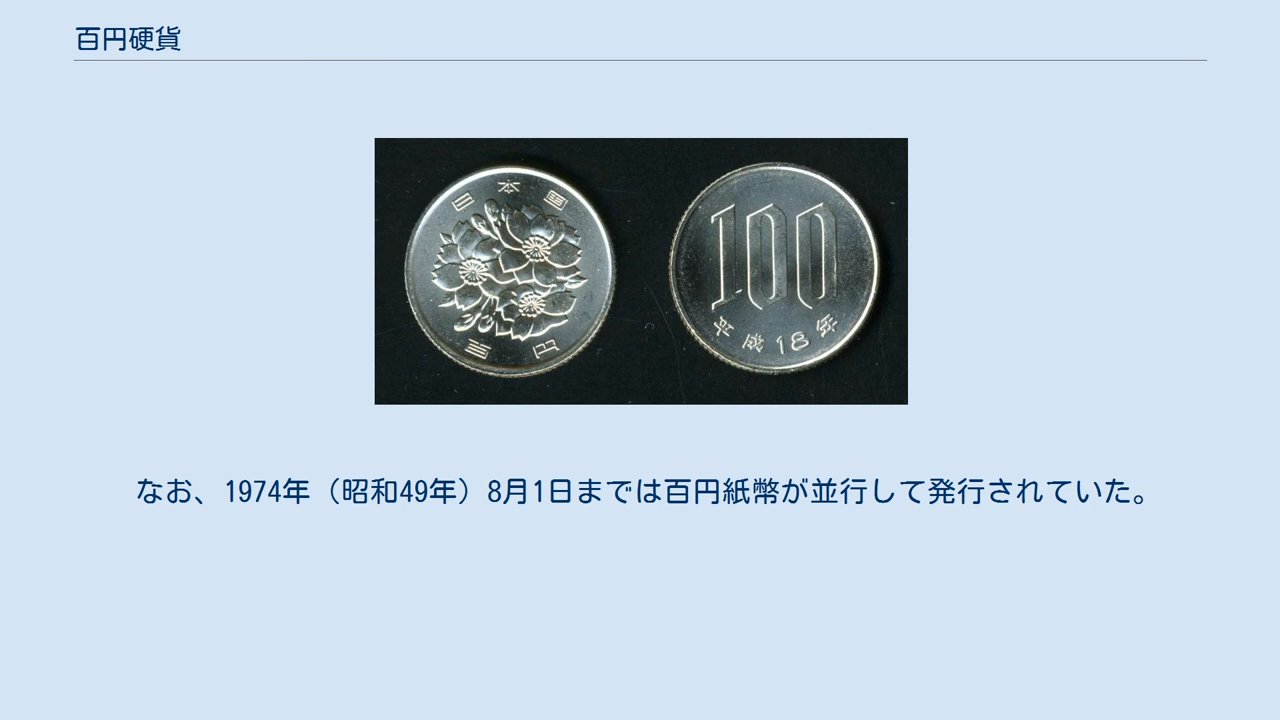 百円硬貨
日本国
百円
100
平成18年
なお、1974年（昭和49年）8月1日までは百円紙幣が並行して発行されていた。